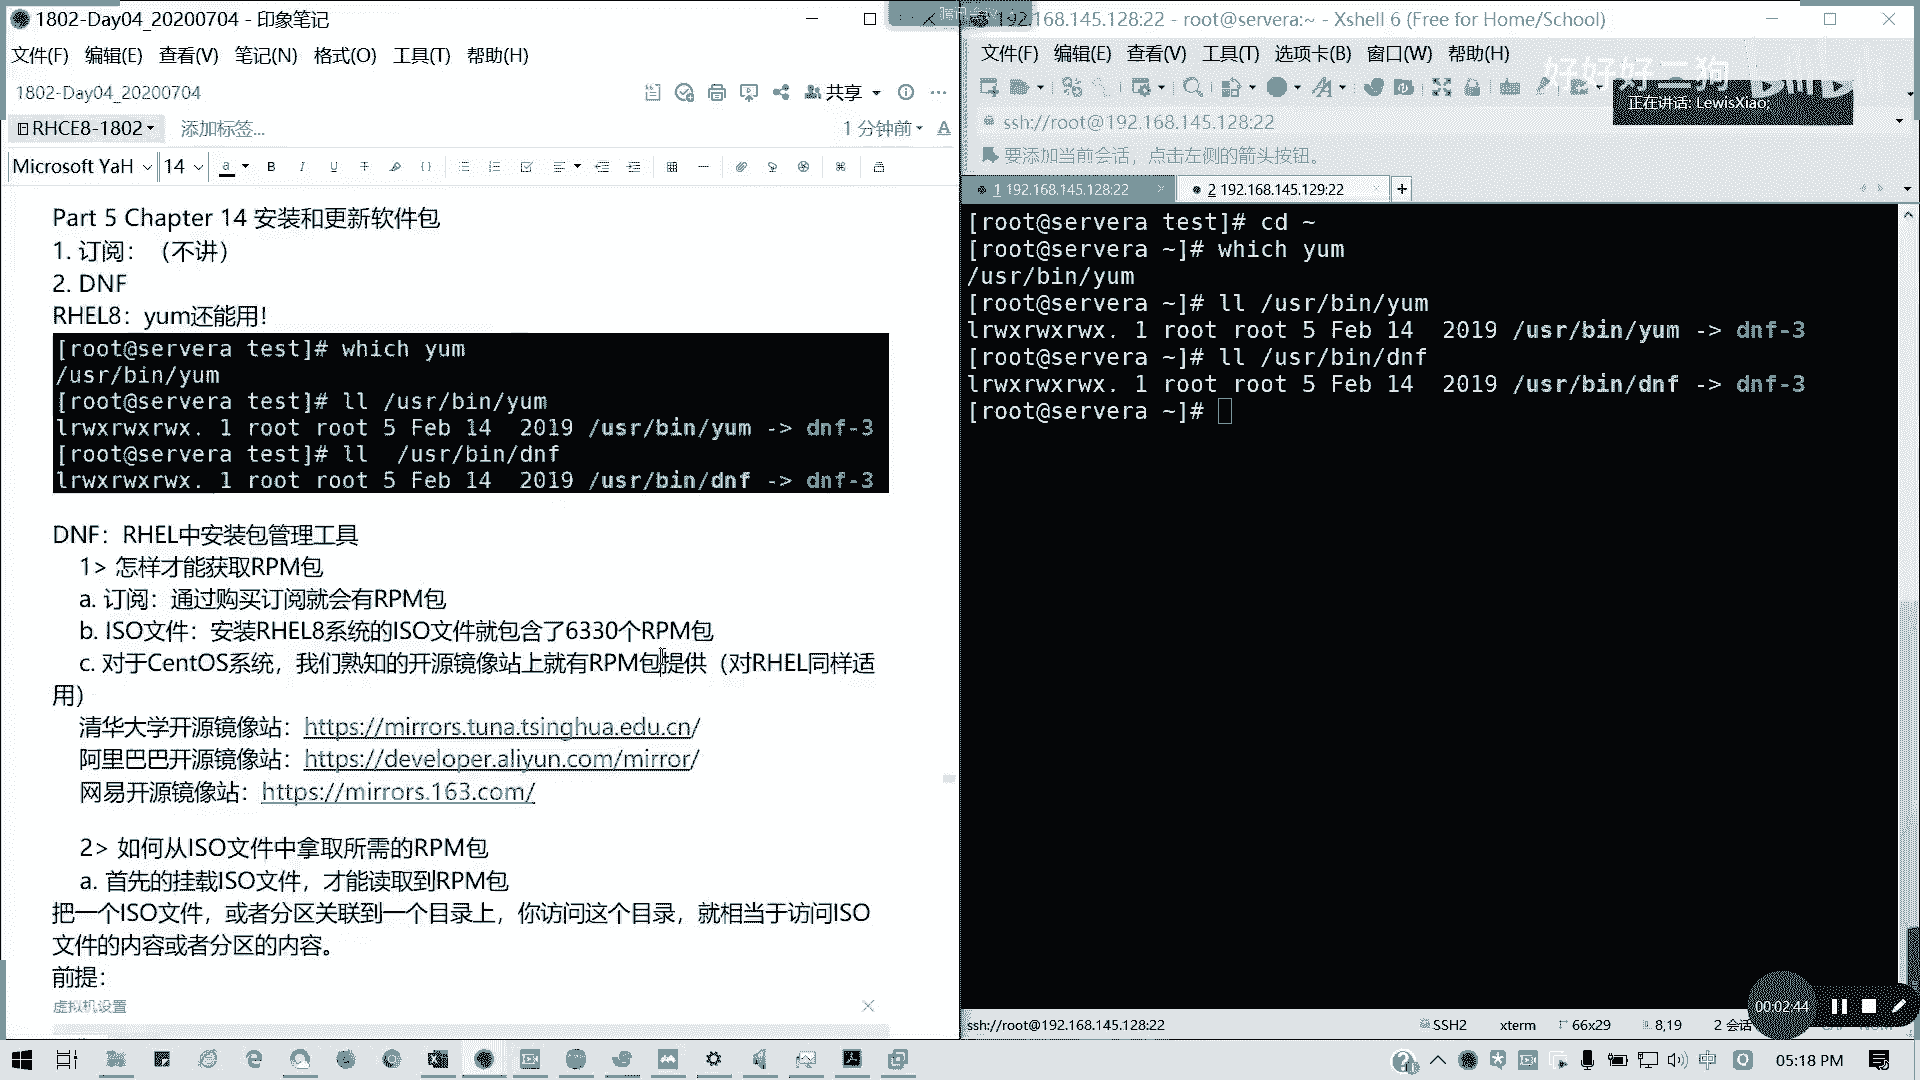 1802-Day04_20200704 - 印象笔记
文件(F) 编辑(E) 查看(V) 笔记(N) 格式(O) 工具(T) 帮助(H)
1802-Day04_20200704
共享
RHCE8-1802 添加标签...
1 分钟前
Microsoft YaH 14
Part 5 Chapter 14 安装和更新软件包
1. 订阅：（不讲）
2. DNF
RHEL8：yum还能用！
[root@servera test]# which yum
/usr/bin/yum
[root@servera test]# ll /usr/bin/yum
lrwxrwxrwx. 1 root root 5 Feb 14  2019 /usr/bin/yum -> dnf-3
[root@servera test]# ll  /usr/bin/dnf
lrwxrwxrwx. 1 root root 5 Feb 14  2019 /usr/bin/dnf -> dnf-3
DNF：RHEL中安装包管理工具
1> 怎样才能获取RPM包
a. 订阅：通过购买订阅就会有RPM包
b. ISO文件：安装RHEL8系统的ISO文件就包含了6330个RPM包
c. 对于CentOS系统，我们熟知的开源镜像站上就有RPM包提供（对RHEL同样适
用）
清华大学开源镜像站：https://mirrors.tuna.tsinghua.edu.cn/
阿里巴巴开源镜像站：https://developer.aliyun.com/mirror/
网易开源镜像站：https://mirrors.163.com/
2> 如何从ISO文件中拿取所需的RPM包
a. 首先的挂载ISO文件，才能读取到RPM包
把一个ISO文件，或者分区关联到一个目录上，你访问这个目录，就相当于访问ISO
文件的内容或者分区的内容。
前提：
虚拟机设置
192.168.145.128:22 - root@servera:~ - Xshell 6 (Free for Home/School)
文件(F) 编辑(E) 查看(V) 工具(T) 选项卡(B) 窗口(W) 帮助(H)
好好好二狗
正在讲话: LewisXiao;
ssh://root@192.168.145.128:22
要添加当前会话，点击左侧的箭头按钮。
1 192.168.145.128:22
2 192.168.145.129:22
[root@servera test]# cd ~
[root@servera ~]# which yum
/usr/bin/yum
[root@servera ~]# ll /usr/bin/yum
lrwxrwxrwx. 1 root root 5 Feb 14  2019 /usr/bin/yum -> dnf-3
[root@servera ~]# ll /usr/bin/dnf
lrwxrwxrwx. 1 root root 5 Feb 14  2019 /usr/bin/dnf -> dnf-3
[root@servera ~]#
00:02:44
ssh://root@192.168.145.128:22 SSH2 xterm 66x29 8,19 2 会话
中 05:18 PM